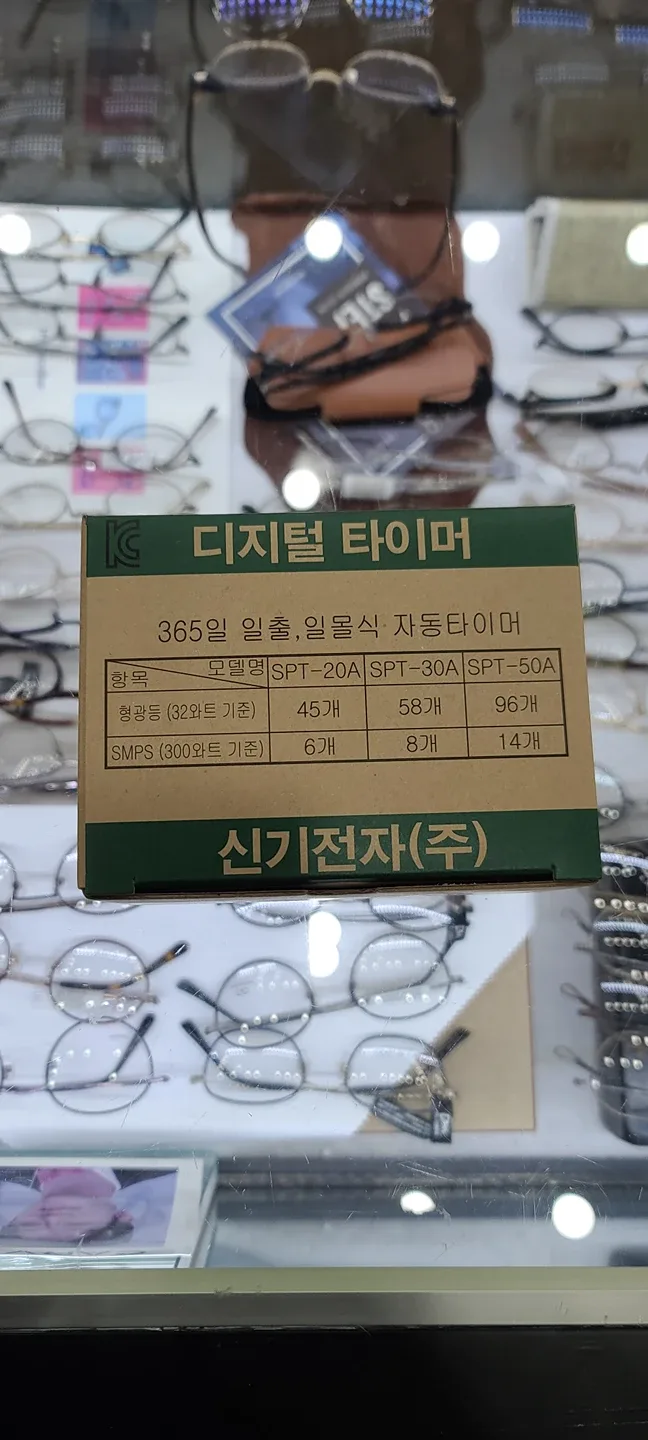 STE
KC
디지털 타이머
365일 일출,일몰식 자동타이머
항목 모델명 SPT-20A SPT-30A SPT-50A
형광등 (32와트 기준) 45개 58개 96개
SMPS (300와트 기준) 6개 8개 14개
신기전자(주)